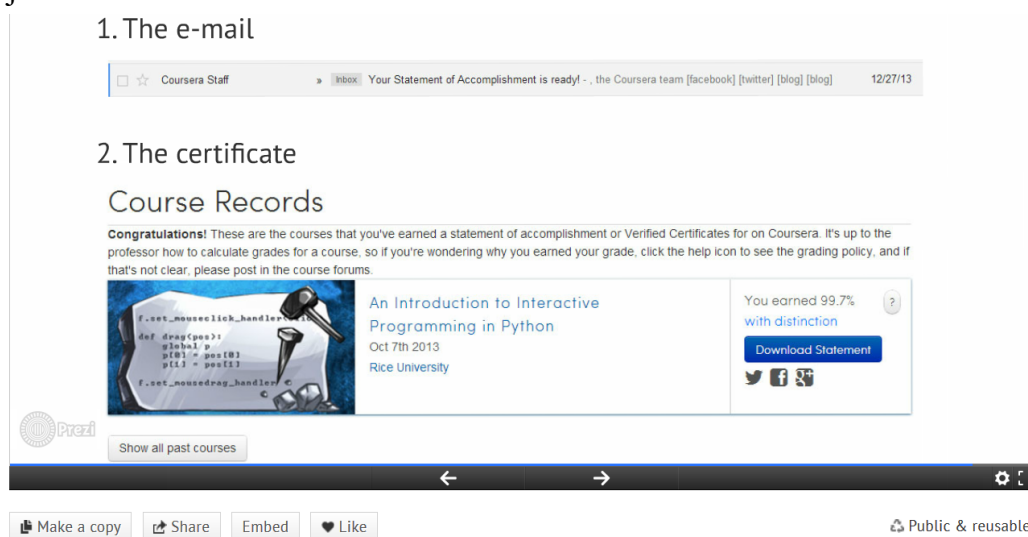 1. The e-mail
Coursera Staff » Inbox Your Statement of Accomplishment is ready! - , the Coursera team [facebook] [twitter] [blog] [blog] 12/27/13
2. The certificate
Course Records
Congratulations! These are the courses that you've earned a statement of accomplishment or Verified Certificates for on Coursera. It's up to the
professor how to calculate grades for a course, so if you're wondering why you earned your grade, click the help icon to see the grading policy, and if
that's not clear, please post in the course forums.
f.set_mouseclick_handler
def drag(pos):
global p
p[0] = pos[0]
p[1] = pos[1]
f.set_mousedrag_handler
An Introduction to Interactive
Programming in Python
Oct 7th 2013
Rice University
You earned 99.7%
with distinction
?
Download Statement
Prezi
Show all past courses
Make a copy
Share
Embed
Like
Public & reusable